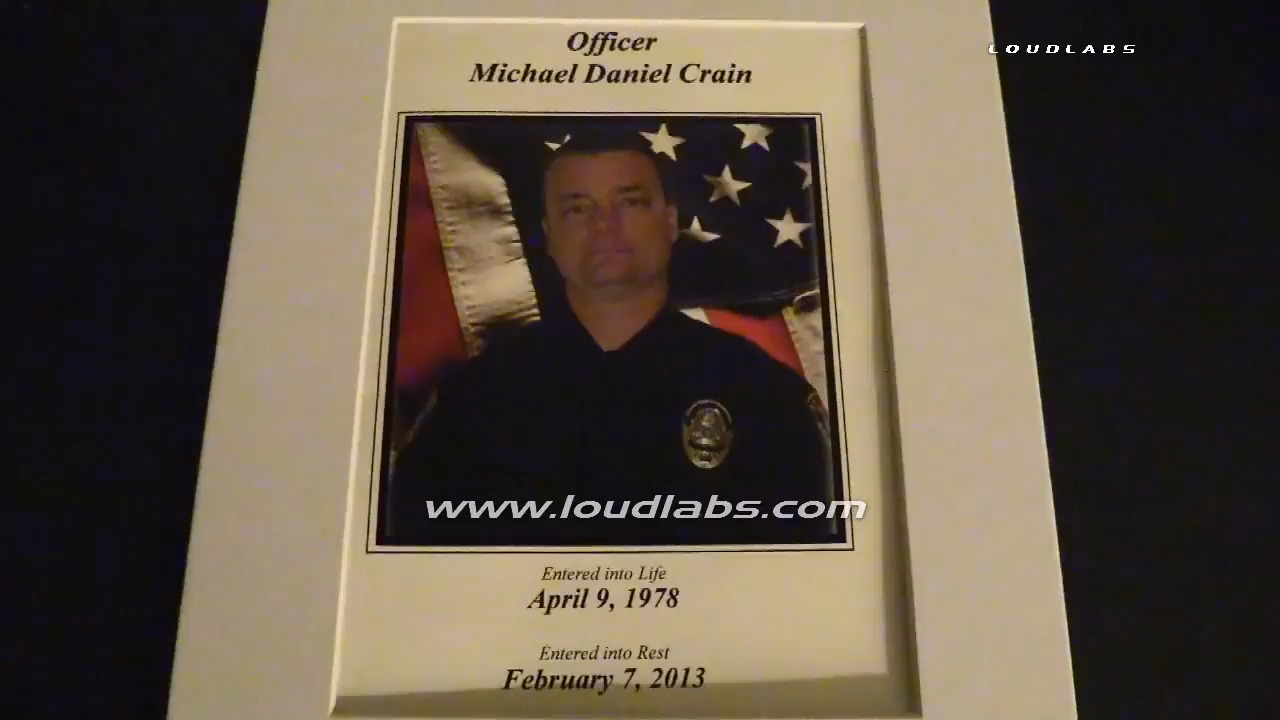 Officer
Michael Daniel Crain
LOUDLABS
www.loudlabs.com
Entered into Life
April 9, 1978
Entered into Rest
February 7, 2013